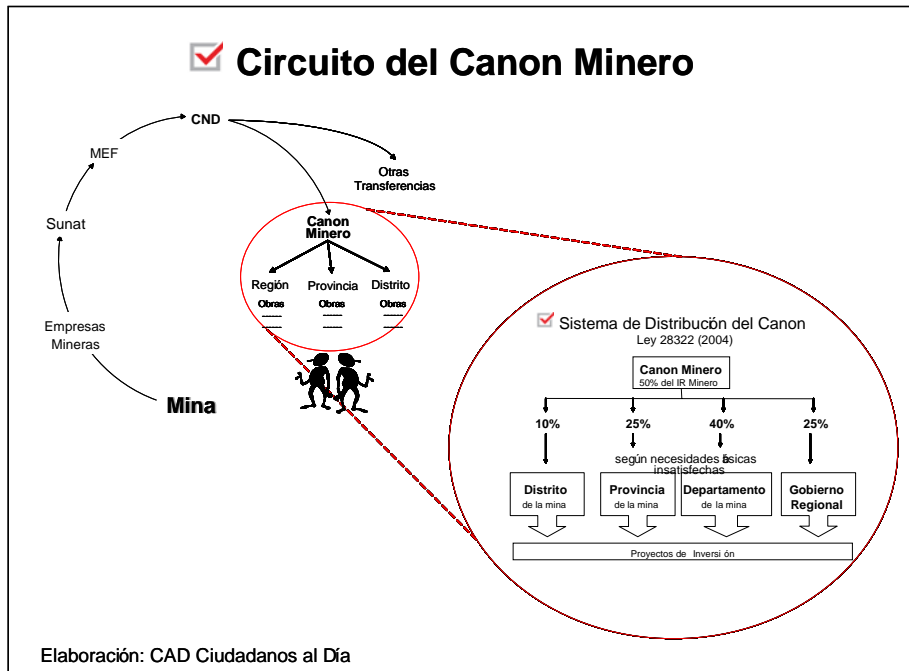 Circuito del Canon Minero
CND
MEF
Otras
Transferencias
Sunat
Canon
Minero
Región Provincia Distrito
Obras Obras Obras
Empresas
Mineras
Mina
Sistema de Distribución del Canon
Ley 28322 (2004)
Canon Minero
50% del IR Minero
10% 25% 40% 25%
según necesidades básicas
insatisfechas
Distrito
de la mina
Provincia
de la mina
Departamento
de la mina
Gobierno
Regional
Proyectos de Inversión
Elaboración: CAD Ciudadanos al Día